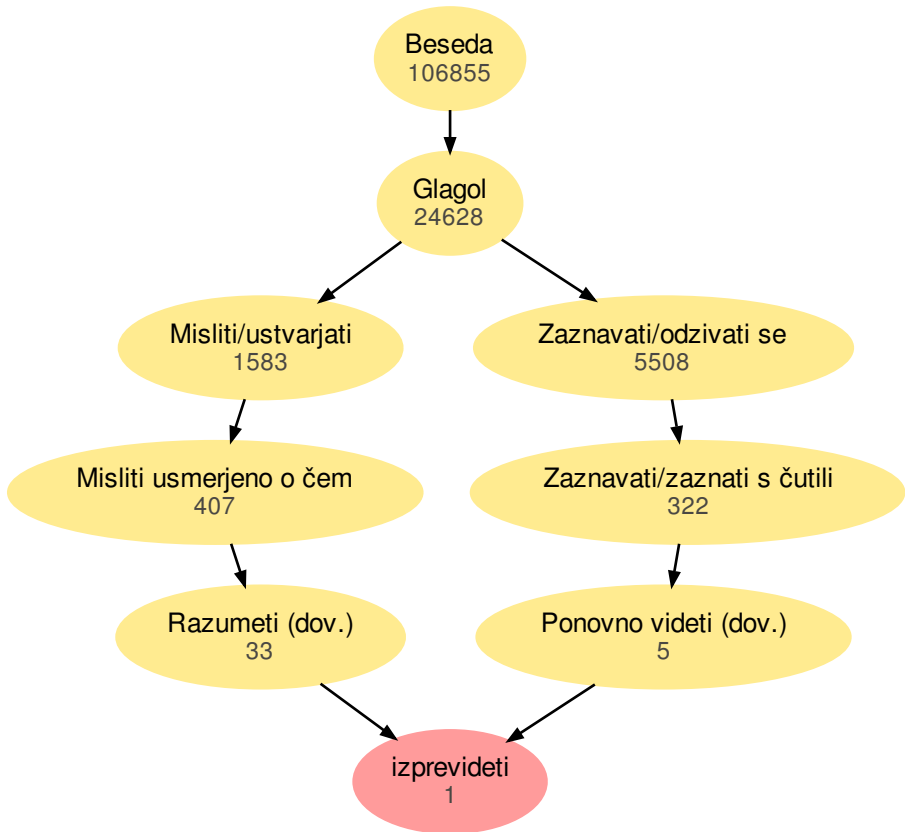 Beseda
106855
Glagol
24628
Misliti/ustvarjati
1583
Zaznavati/odzivati se
5508
Misliti usmerjeno o čem
407
Zaznavati/zaznati s čutili
322
Razumeti (dov.)
33
Ponovno videti (dov.)
5
izprevideti
1